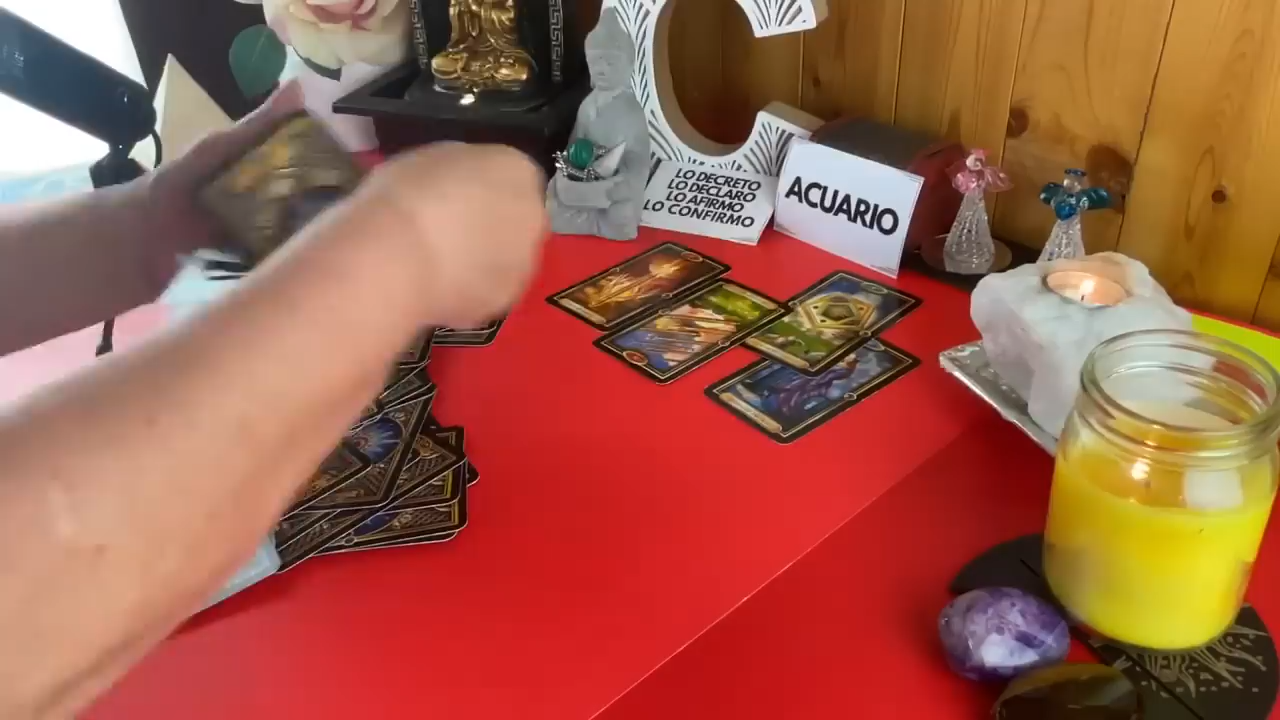 C
LO DECRETO
LO DECLARO
LO AFIRMO
LO CONFIRMO
ACUARIO